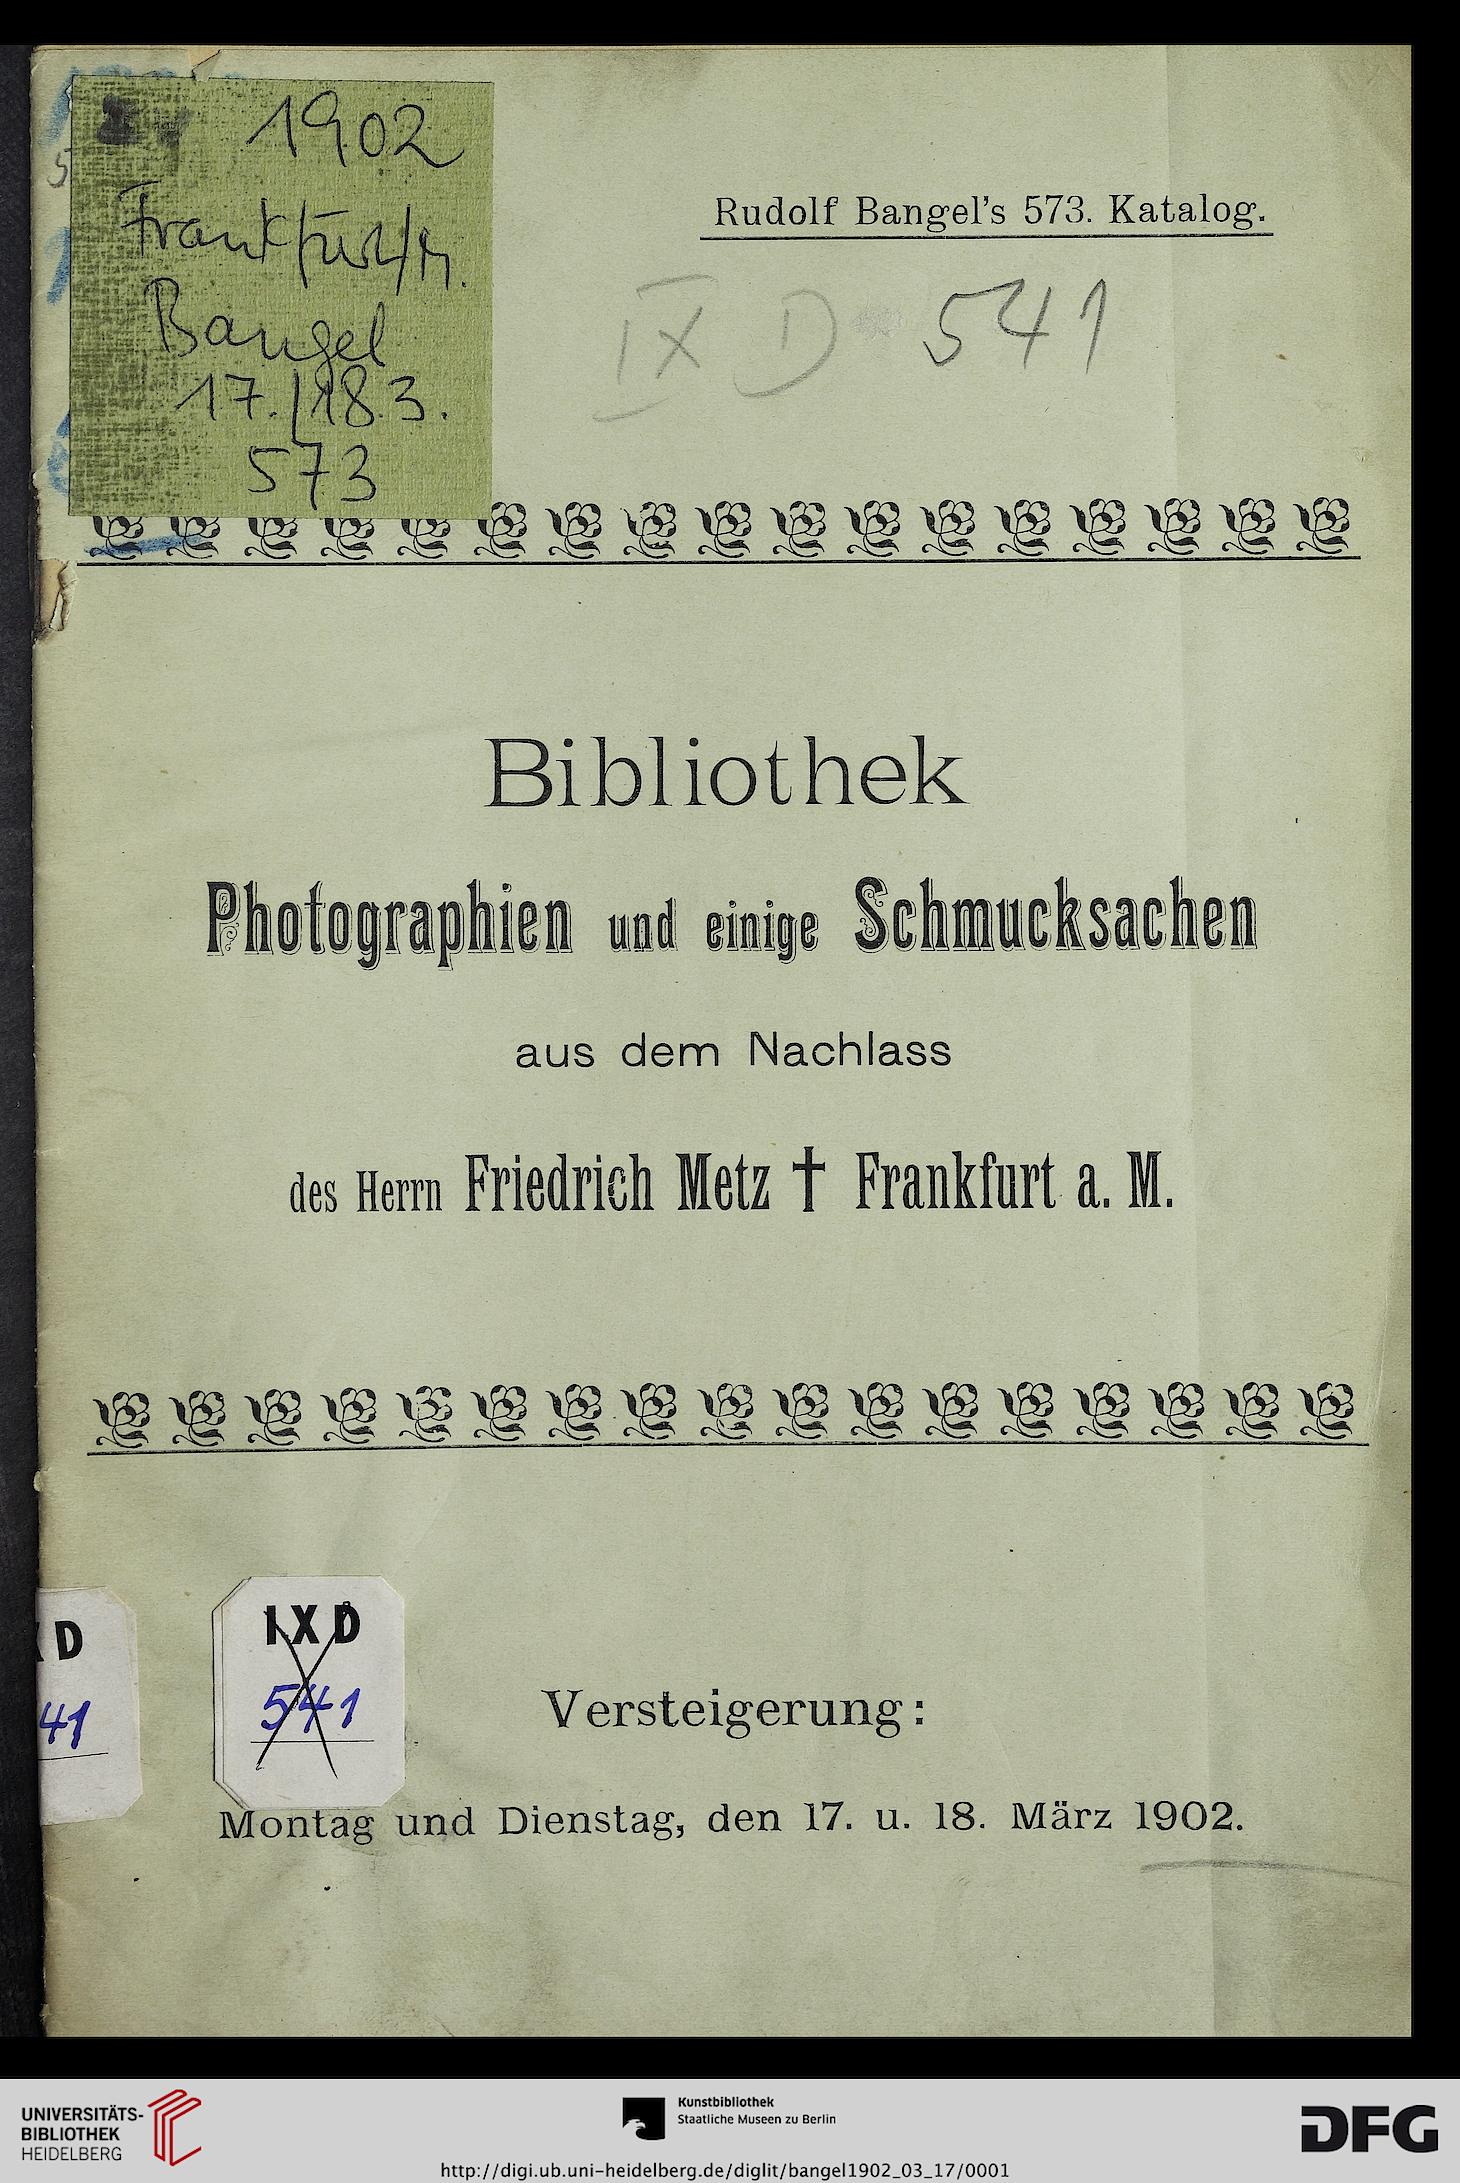 1902
Frankfurt/M.
Bangel
17./18.3.
573
Rudolf Bangel's 573. Katalog.
IX D 541
Bibliothek
Photographien und einige Schmucksachen
aus dem Nachlass
des Herrn Friedrich Metz † Frankfurt a. M.
D
41
IXD
541
Versteigerung:
Montag und Dienstag, den 17. u. 18. März 1902.
UNIVERSITÄTS-
BIBLIOTHEK
HEIDELBERG
Kunstbibliothek
Staatliche Museen zu Berlin
DFG
http://digi.ub.uni-heidelberg.de/diglit/bangel1902_03_17/0001